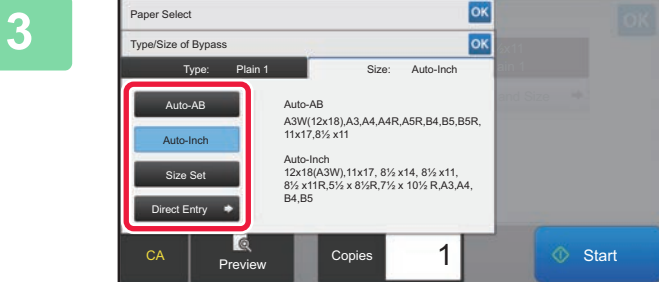 3
Paper Select OK
Type/Size of Bypass OK
Type: Plain 1 Size: Auto-Inch
Auto-AB
Auto-Inch
Size Set
Direct Entry
Auto-AB
A3W(12x18),A3,A4,A4R,A5R,B4,B5,B5R,
11x17,8½ x11
Auto-Inch
12x18(A3W),11x17, 8½ x14, 8½ x11,
8½ x11R,5½ x 8½R,7½ x 10½ R,A3,A4,
B4,B5
OK
CA
Preview
Copies 1
Start